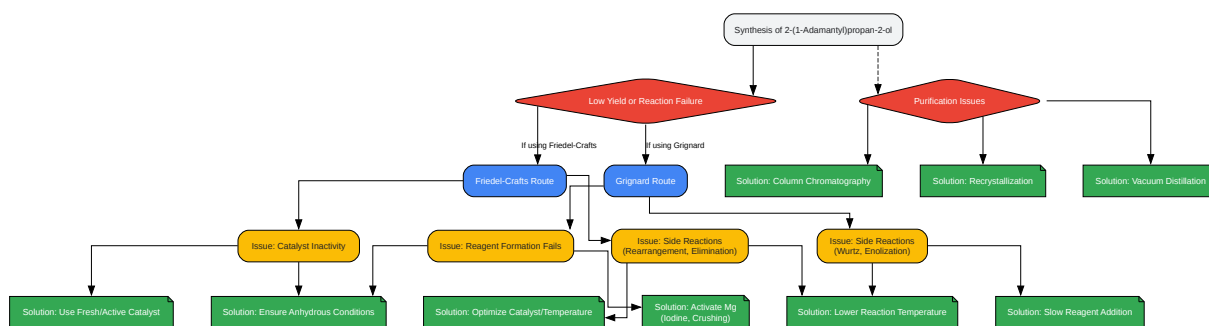 Synthesis of 2-(1-Adamantyl)propan-2-ol
Low Yield or Reaction Failure
Purification Issues
If using Friedel-Crafts
If using Grignard
Friedel-Crafts Route
Grignard Route
Solution: Column Chromatography
Solution: Recrystallization
Solution: Vacuum Distillation
Issue: Catalyst Inactivity
Issue: Reagent Formation Fails
Issue: Side Reactions
(Rearrangement, Elimination)
Issue: Side Reactions
(Wurtz, Enolization)
Solution: Use Fresh/Active Catalyst
Solution: Ensure Anhydrous Conditions
Solution: Optimize Catalyst/Temperature
Solution: Activate Mg
(Iodine, Crushing)
Solution: Lower Reaction Temperature
Solution: Slow Reagent Addition